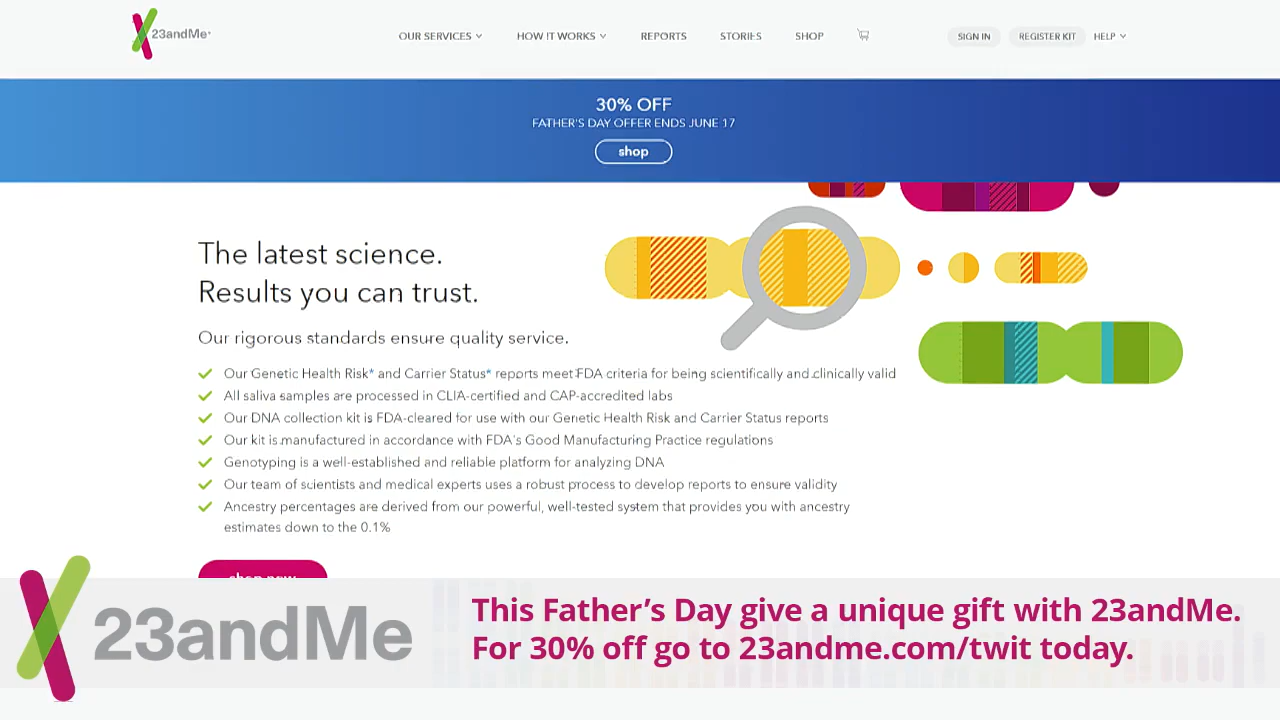 23andMe
OUR SERVICES
HOW IT WORKS
REPORTS
STORIES
SHOP
SIGN IN
REGISTER KIT
HELP
30% OFF
FATHER'S DAY OFFER ENDS JUNE 17
shop
The latest science.
Results you can trust.
Our rigorous standards ensure quality service.
Our Genetic Health Risk* and Carrier Status* reports meet FDA criteria for being scientifically and clinically valid
All saliva samples are processed in CLIA-certified and CAP-accredited labs
Our DNA collection kit is FDA-cleared for use with our Genetic Health Risk and Carrier Status reports
Our kit is manufactured in accordance with FDA's Good Manufacturing Practice regulations
Genotyping is a well-established and reliable platform for analyzing DNA
Our team of scientists and medical experts uses a robust process to develop reports to ensure validity
Ancestry percentages are derived from our powerful, well-tested system that provides you with ancestry
estimates down to the 0.1%
shop now
23andMe
This Father's Day give a unique gift with 23andMe.
For 30% off go to 23andme.com/twit today.